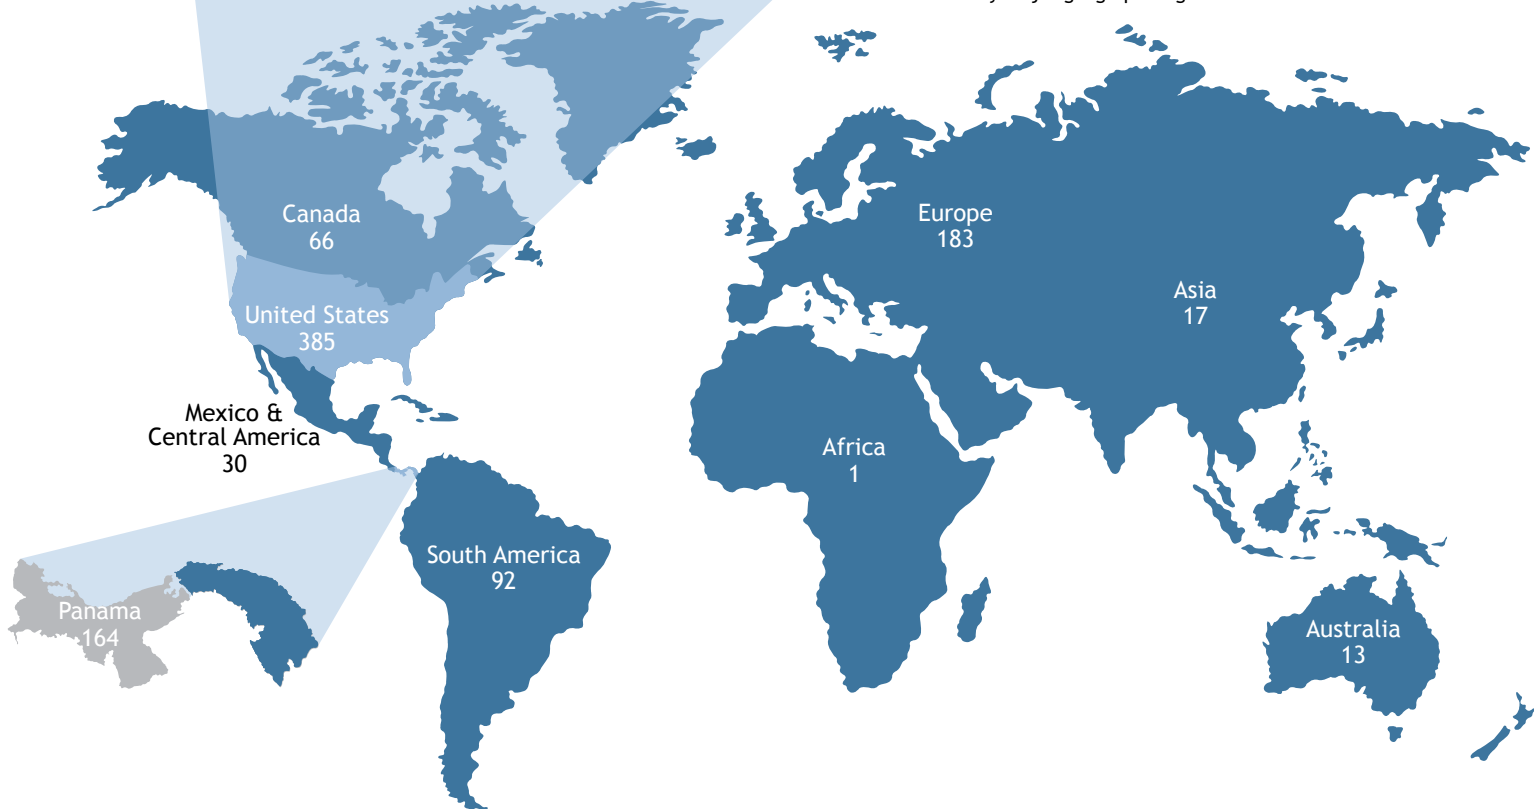 Canada
66
Europe
183
Asia
17
United States
385
Mexico &
Central America
30
Africa
1
South America
92
Panama
164
Australia
13